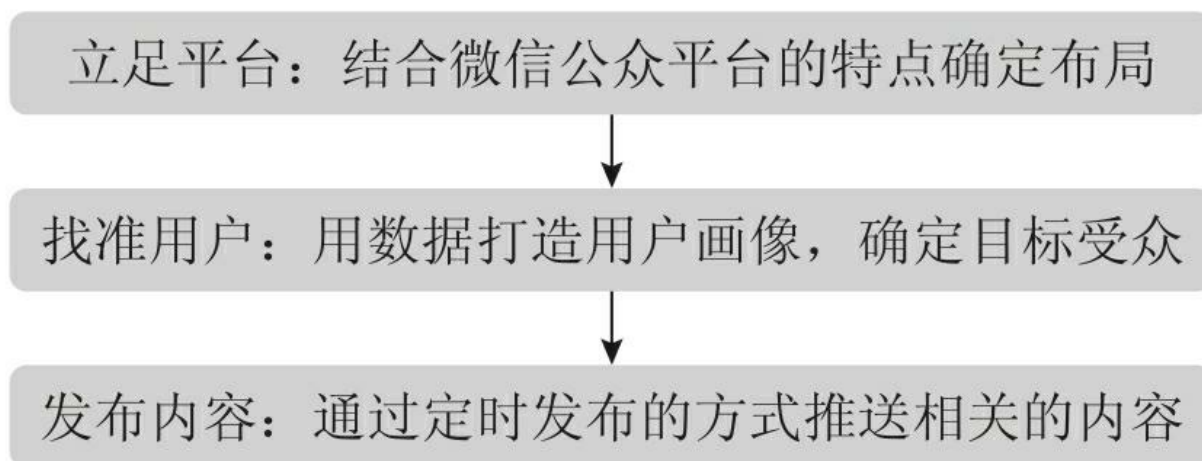 立足平台：结合微信公众平台的特点确定布局
找准用户：用数据打造用户画像，确定目标受众
发布内容：通过定时发布的方式推送相关的内容